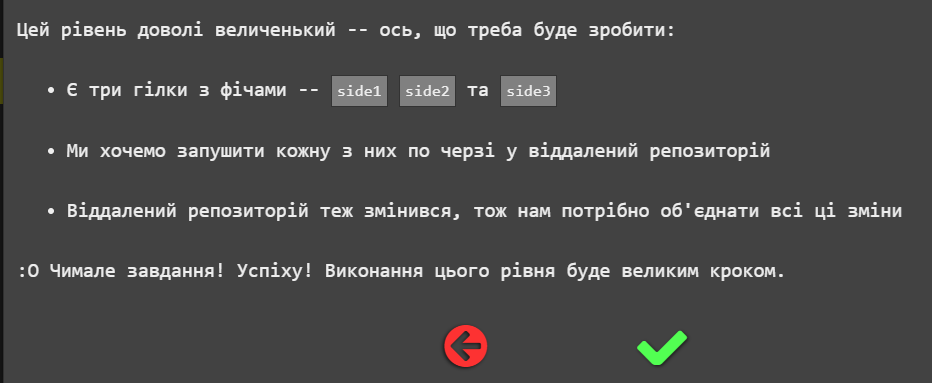 Цей рівень доволі величенький -- ось, що треба буде зробити:
• Є три гілки з фічами -- side1 side2 та side3
• Ми хочемо запушити кожну з них по черзі у віддалений репозиторій
• Віддалений репозиторій теж змінився, тож нам потрібно об'єднати всі ці зміни
:О Чимале завдання! Успіху! Виконання цього рівня буде великим кроком.